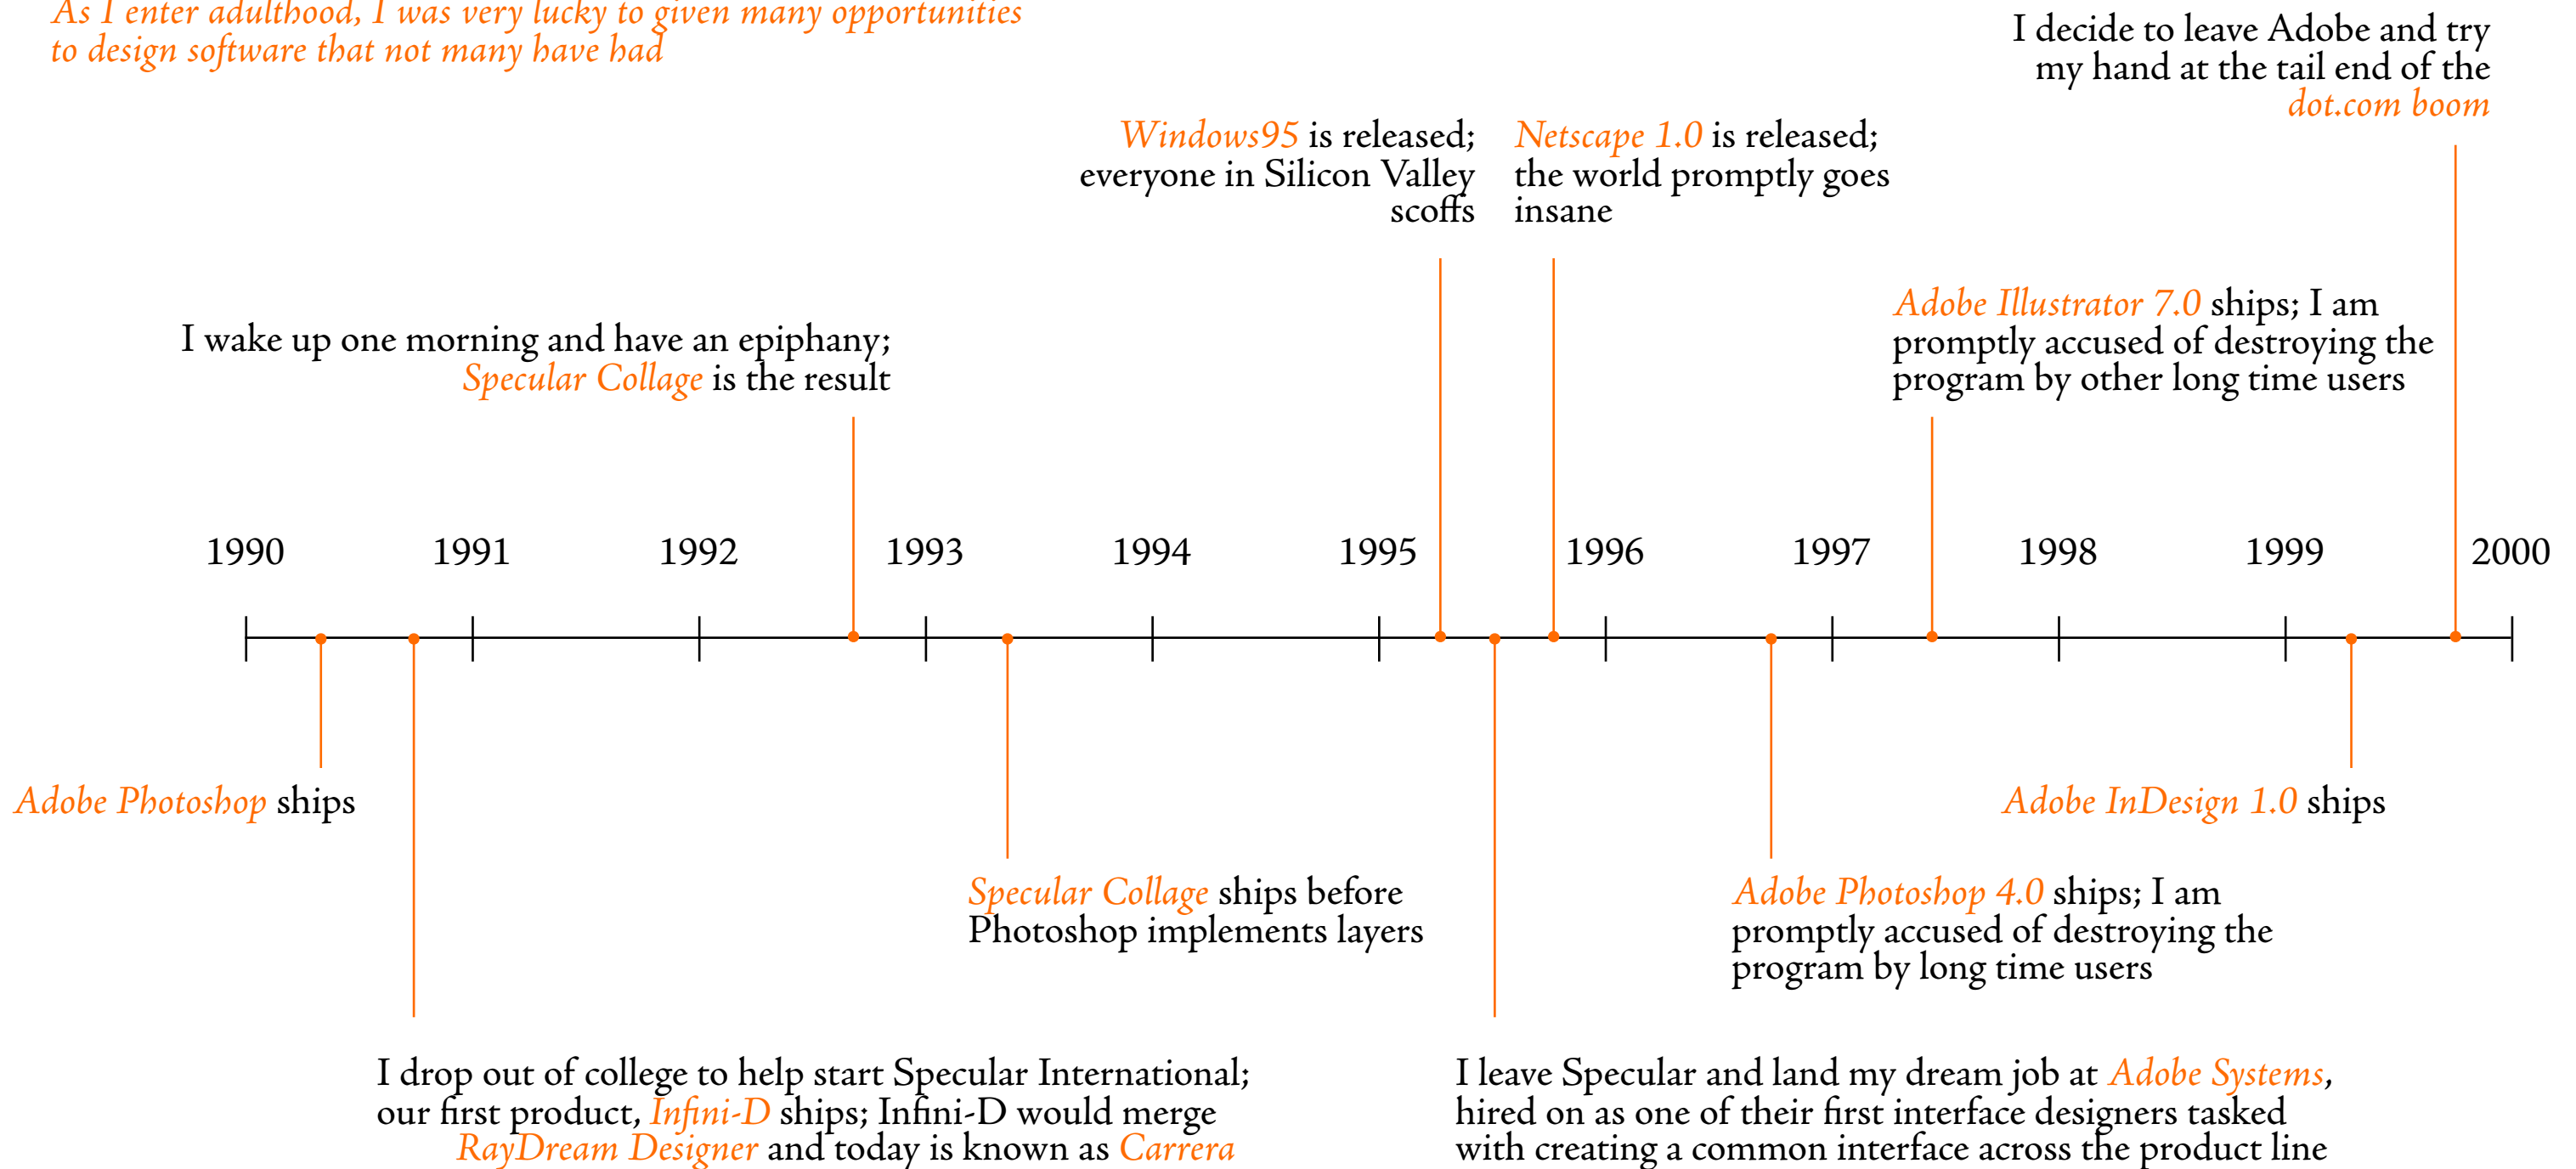 As I enter adulthood, I was very lucky to given many opportunities
to design software that not many have had
I decide to leave Adobe and try
my hand at the tail end of the
dot.com boom
Windows95 is released;
everyone in Silicon Valley
scoffs
Netscape 1.0 is released;
the world promptly goes
insane
Adobe Illustrator 7.0 ships; I am
promptly accused of destroying the
program by other long time users
I wake up one morning and have an epiphany;
Specular Collage is the result
1990 1991 1992 1993 1994 1995 1996 1997 1998 1999 2000
Adobe Photoshop ships
Adobe InDesign 1.0 ships
Specular Collage ships before
Photoshop implements layers
Adobe Photoshop 4.0 ships; I am
promptly accused of destroying the
program by long time users
I drop out of college to help start Specular International;
our first product, Infini-D ships; Infini-D would merge
RayDream Designer and today is known as Carrera
I leave Specular and land my dream job at Adobe Systems,
hired on as one of their first interface designers tasked
with creating a common interface across the product line